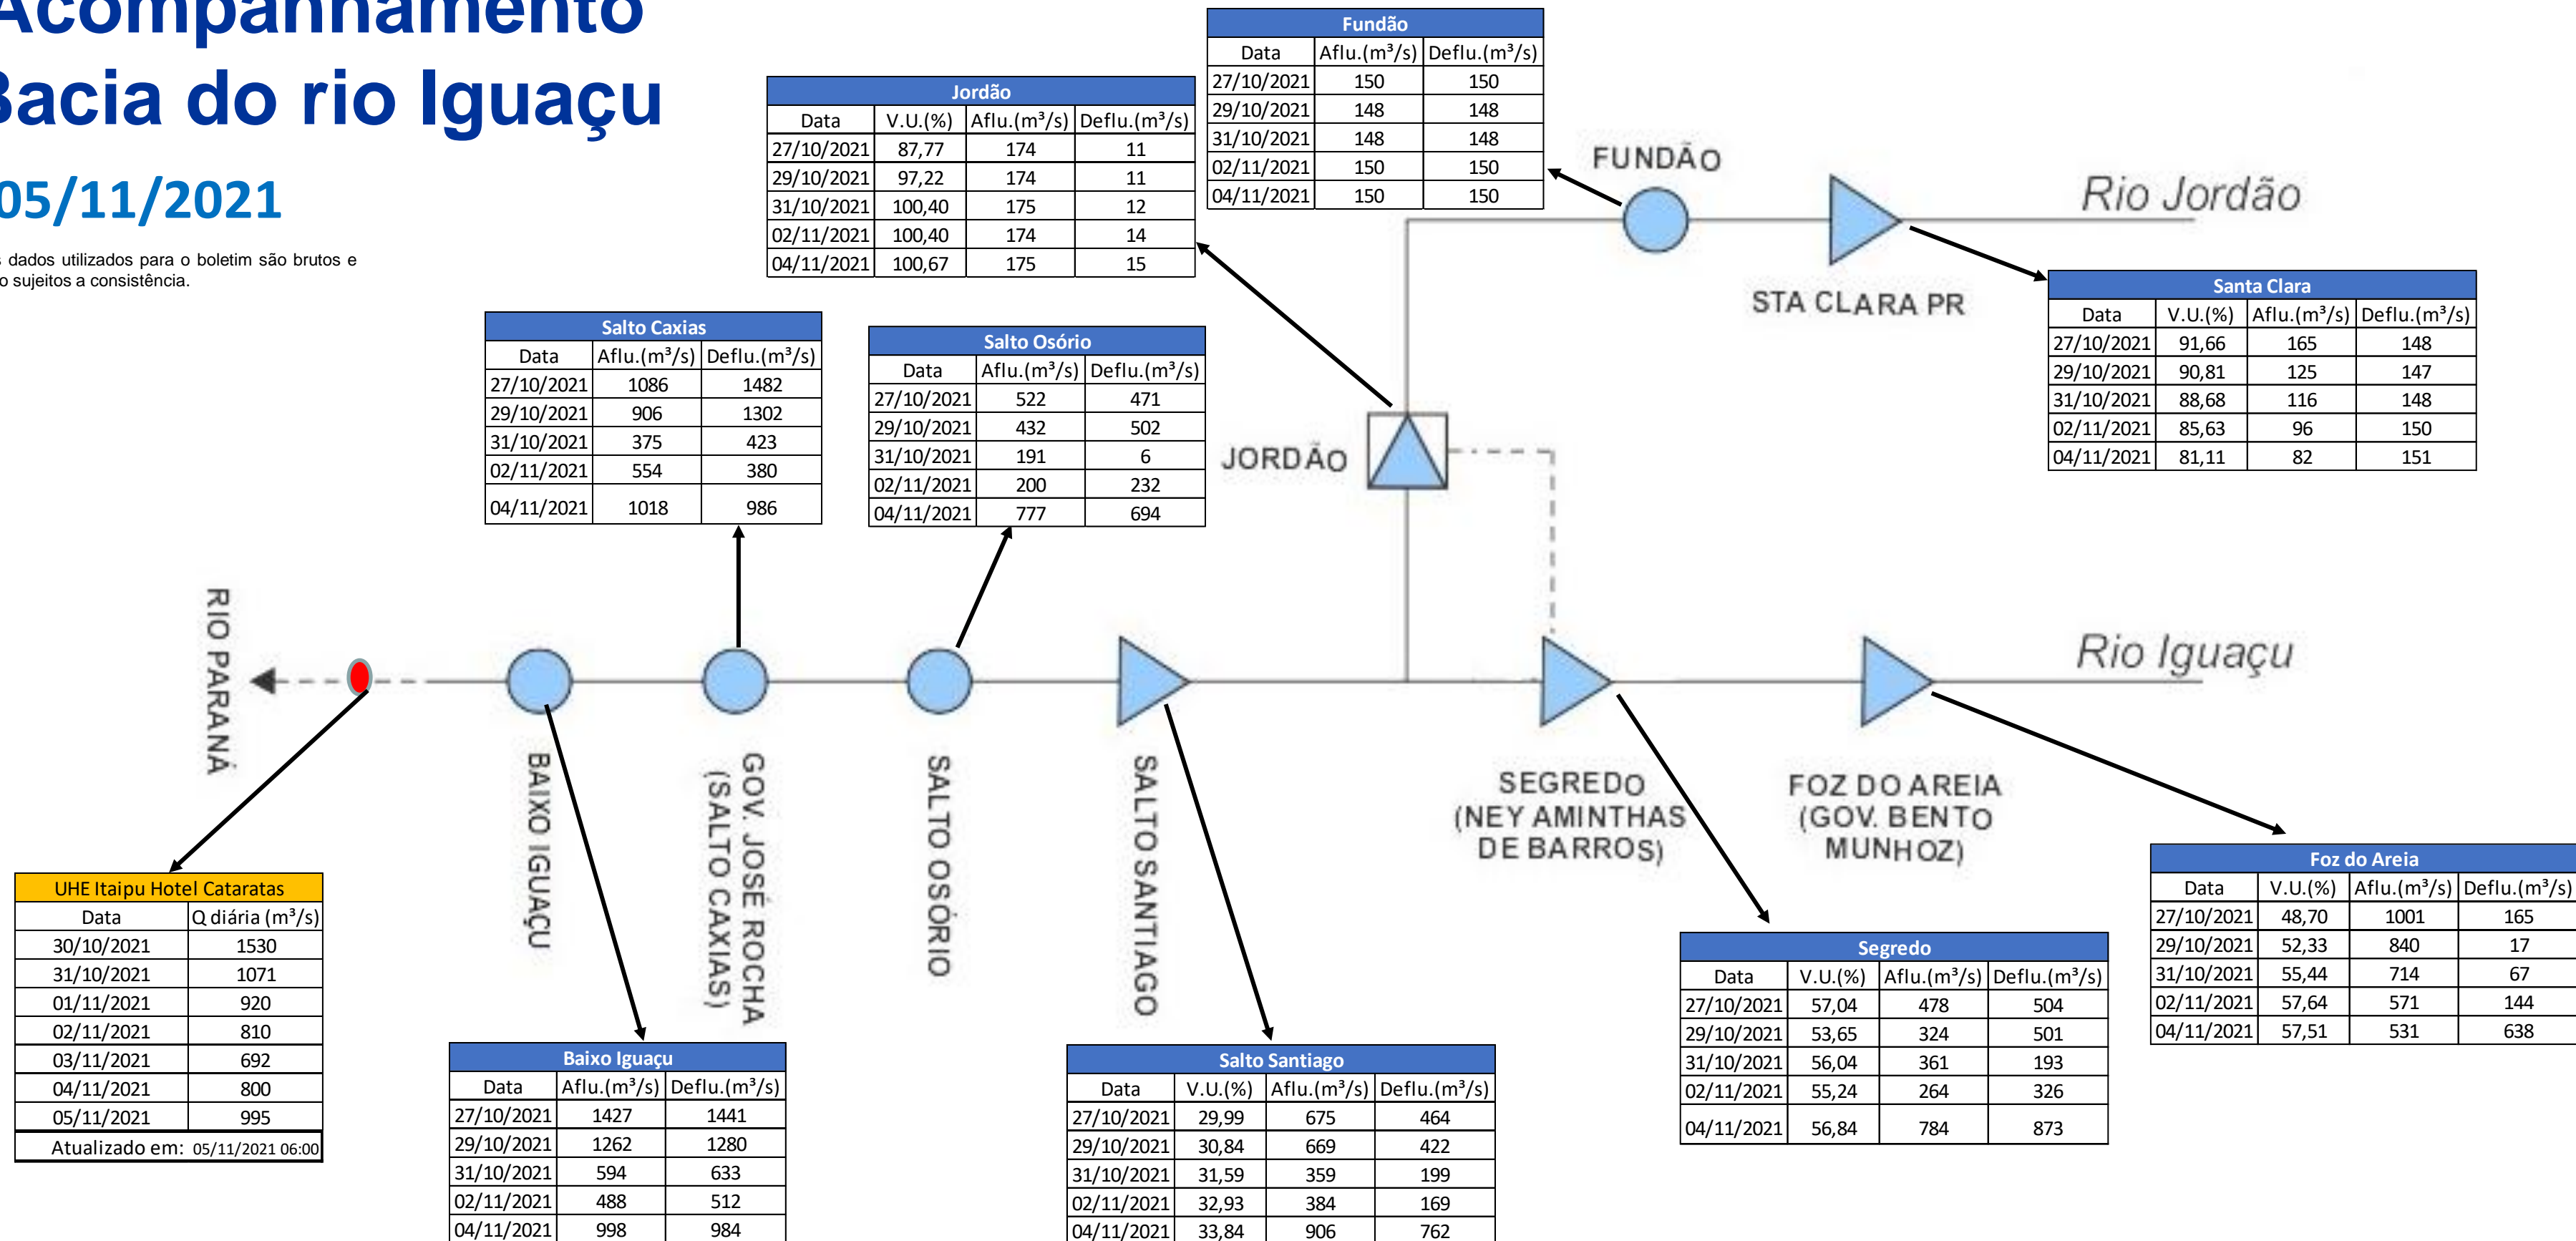 Acompanhamento
Bacia do rio Iguaçu
05/11/2021
s dados utilizados para o boletim são brutos e
o sujeitos a consistência.
Fundão
Data Aflu.(m³/s) Deflu.(m³/s)
27/10/2021 150 150
29/10/2021 148 148
31/10/2021 148 148
02/11/2021 150 150
04/11/2021 150 150
Jordão
Data V.U.(%) Aflu.(m³/s) Deflu.(m³/s)
27/10/2021 87,77 174 11
29/10/2021 97,22 174 11
31/10/2021 100,40 175 12
02/11/2021 100,40 174 14
04/11/2021 100,67 175 15
FUNDÃO
Rio Jordão
STA CLARA PR
Santa Clara
Data V.U.(%) Aflu.(m³/s) Deflu.(m³/s)
27/10/2021 91,66 165 148
29/10/2021 90,81 125 147
31/10/2021 88,68 116 148
02/11/2021 85,63 96 150
04/11/2021 81,11 82 151
Salto Caxias
Data Aflu.(m³/s) Deflu.(m³/s)
27/10/2021 1086 1482
29/10/2021 906 1302
31/10/2021 375 423
02/11/2021 554 380
04/11/2021 1018 986
Salto Osório
Data Aflu.(m³/s) Deflu.(m³/s)
27/10/2021 522 471
29/10/2021 432 502
31/10/2021 191 6
02/11/2021 200 232
04/11/2021 777 694
JORDÃO
RIO PARANÁ
Rio Iguaçu
BAIXO IGUAÇU
GOV. JOSÉ ROCHA
(SALTO CAXIAS)
SALTO OSÓRIO
SALTO SANTIAGO
SEGREDO
(NEY AMINTHAS
DE BARROS)
FOZ DO AREIA
(GOV. BENTO
MUNHOZ)
UHE Itaipu Hotel Cataratas
Data Q diária (m³/s)
30/10/2021 1530
31/10/2021 1071
01/11/2021 920
02/11/2021 810
03/11/2021 692
04/11/2021 800
05/11/2021 995
Atualizado em: 05/11/2021 06:00
Baixo Iguaçu
Data Aflu.(m³/s) Deflu.(m³/s)
27/10/2021 1427 1441
29/10/2021 1262 1280
31/10/2021 594 633
02/11/2021 488 512
04/11/2021 998 984
Salto Santiago
Data V.U.(%) Aflu.(m³/s) Deflu.(m³/s)
27/10/2021 29,99 675 464
29/10/2021 30,84 669 422
31/10/2021 31,59 359 199
02/11/2021 32,93 384 169
04/11/2021 33,84 906 762
Segredo
Data V.U.(%) Aflu.(m³/s) Deflu.(m³/s)
27/10/2021 57,04 478 504
29/10/2021 53,65 324 501
31/10/2021 56,04 361 193
02/11/2021 55,24 264 326
04/11/2021 56,84 784 873
Foz do Areia
Data V.U.(%) Aflu.(m³/s) Deflu.(m³/s)
27/10/2021 48,70 1001 165
29/10/2021 52,33 840 17
31/10/2021 55,44 714 67
02/11/2021 57,64 571 144
04/11/2021 57,51 531 638